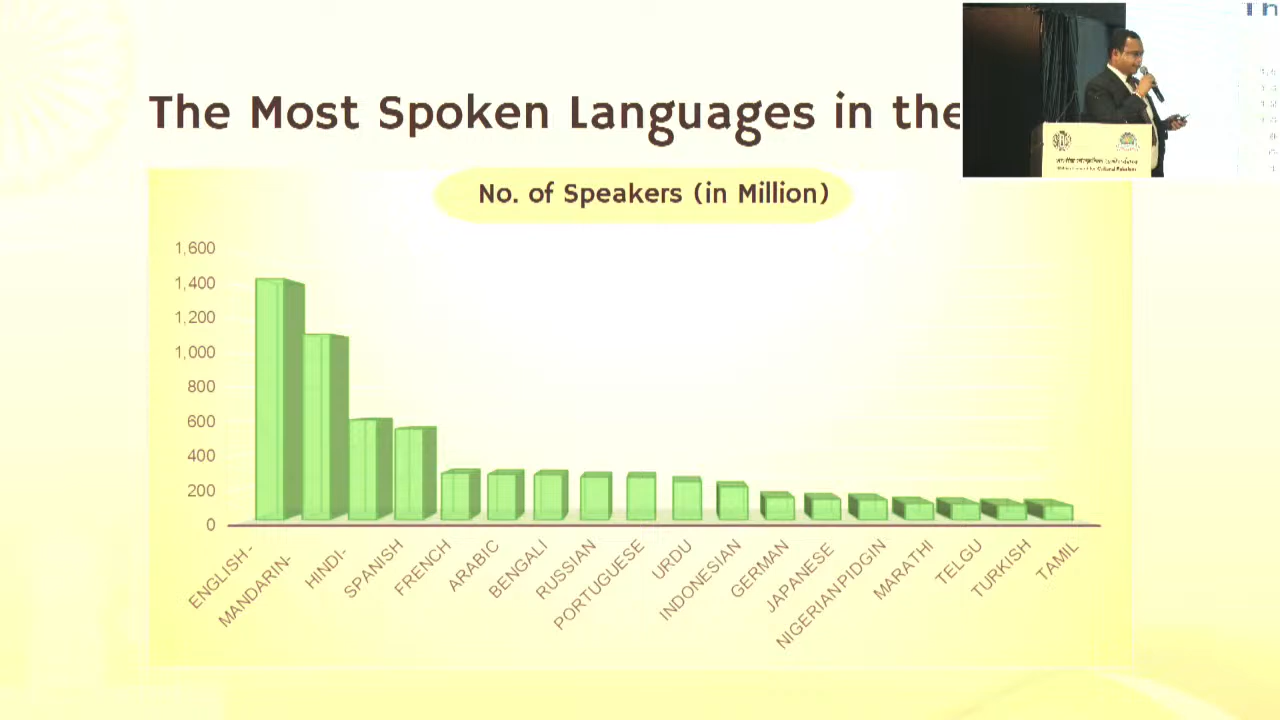 The Most Spoken Languages in the
No. of Speakers (in Million)
1,600
1,400
1,200
1,000
800
600
400
200
0
ENGLISH-
MANDARIN-
HINDI-
SPANISH
FRENCH
ARABIC
BENGALI
RUSSIAN
PORTUGUESE
URDU
INDONESIAN
GERMAN
JAPANESE
NIGERIANPIDGIN
MARATHI
TELGU
TURKISH
TAMIL
Th